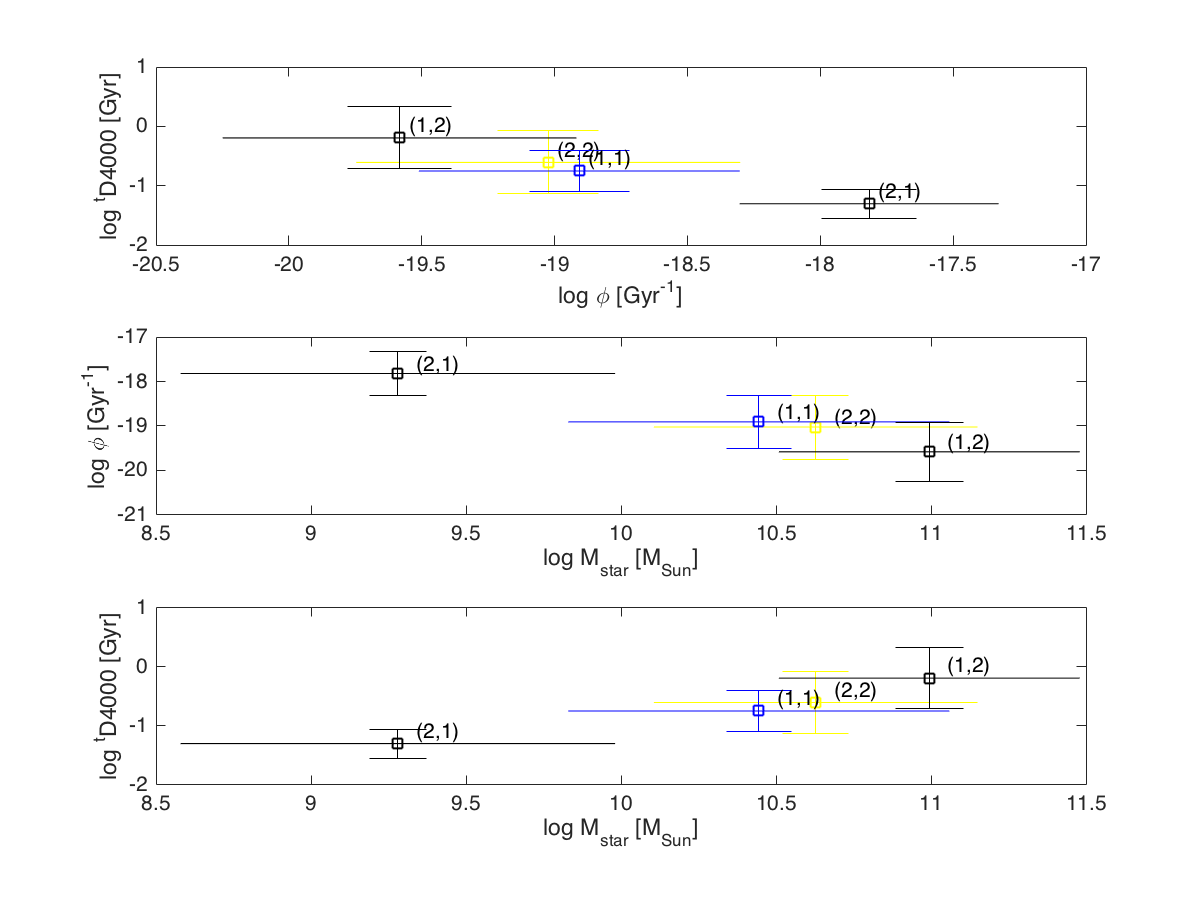 1
0
-1
-2
log tD4000 [Gyr]
(1,2)
(2,2)
(1,1)
(2,1)
-20.5 -20 -19.5 -19 -18.5 -18 -17.5 -17
log ϕ [Gyr-1]
-17
-18
-19
-20
-21
log ϕ [Gyr-1]
(2,1)
(1,1)
(2,2)
(1,2)
8.5 9 9.5 10 10.5 11 11.5
log Mstar [MSun]
1
0
-1
-2
log tD4000 [Gyr]
(1,2)
(2,2)
(1,1)
(2,1)
8.5 9 9.5 10 10.5 11 11.5
log Mstar [MSun]